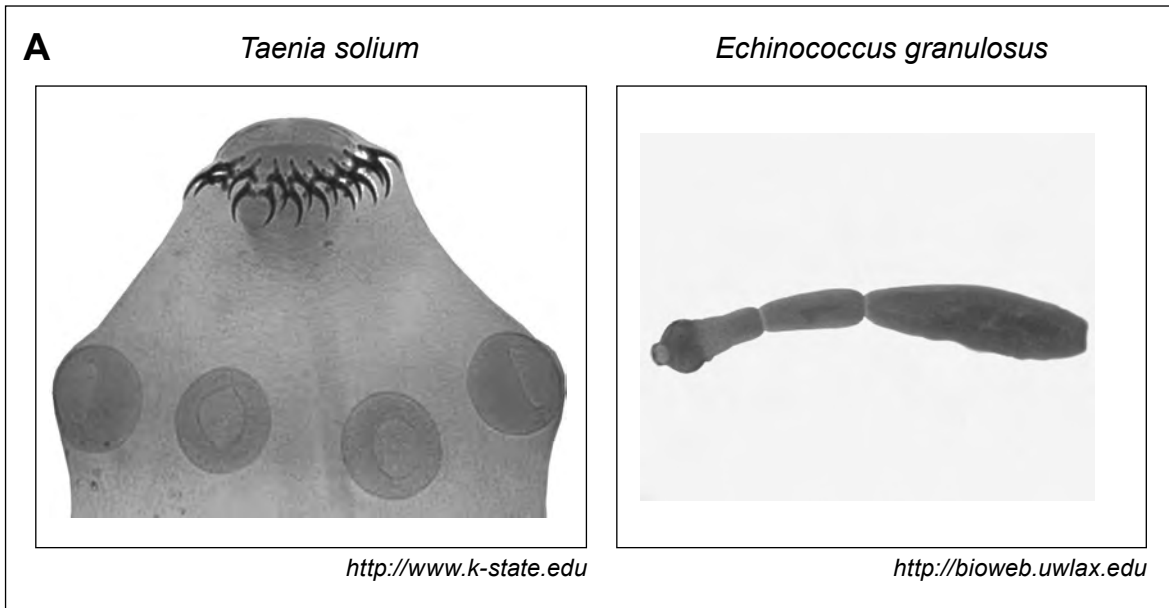 A
Taenia solium
Echinococcus granulosus
http://www.k-state.edu
http://bioweb.uwlax.edu